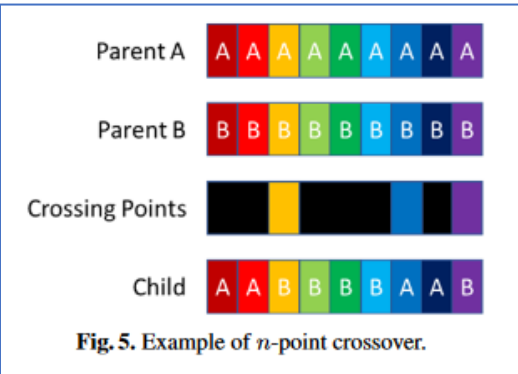 Parent A A A A A A A A A A
Parent B B B B B B B B B B
Crossing Points
Child A A B B B B A A B
Fig. 5. Example of n-point crossover.